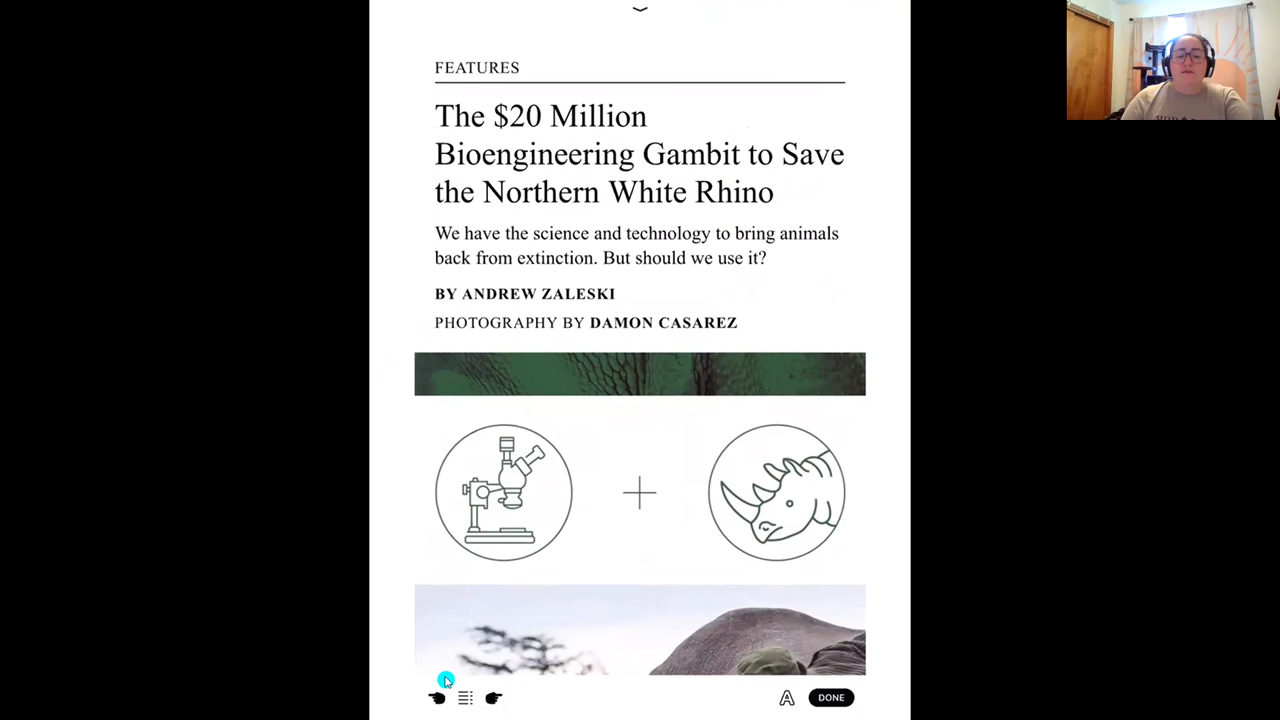 FEATURES
The $20 Million
Bioengineering Gambit to Save
the Northern White Rhino
We have the science and technology to bring animals
back from extinction. But should we use it?
BY ANDREW ZALESKI
PHOTOGRAPHY BY DAMON CASAREZ
A
DONE